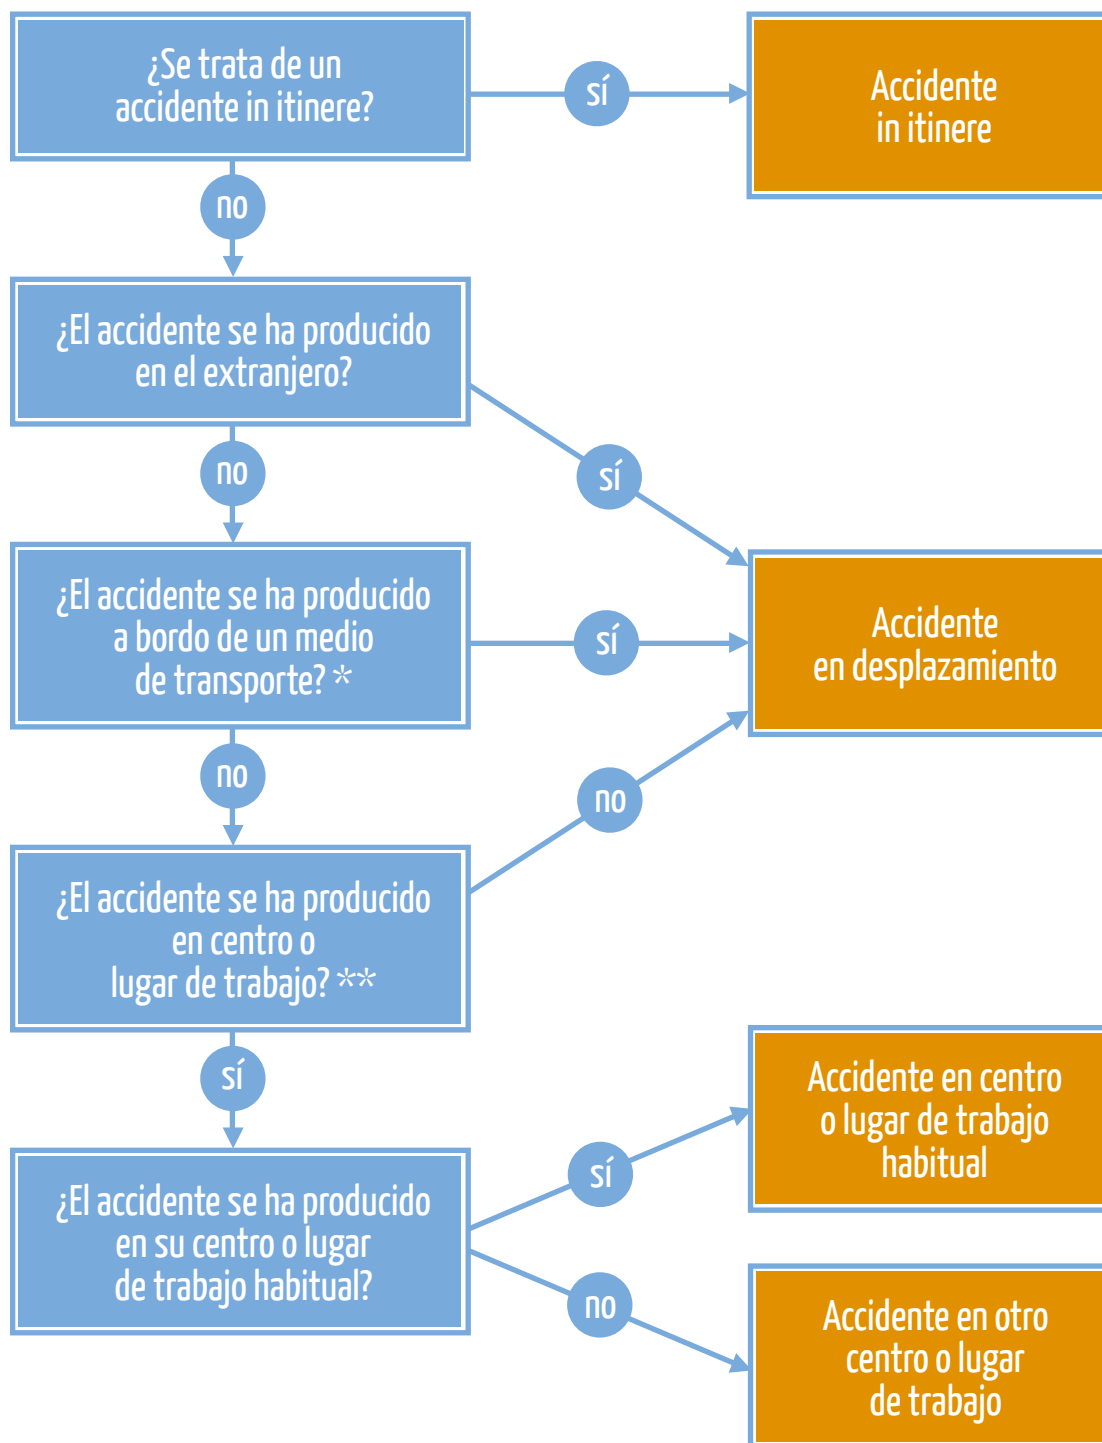 ¿Se trata de un
accidente in itinere?
sí
Accidente
in itinere
no
¿El accidente se ha producido
en el extranjero?
sí
no
¿El accidente se ha producido
a bordo de un medio
de transporte? *
sí
Accidente
en desplazamiento
no
no
¿El accidente se ha producido
en centro o
lugar de trabajo? **
sí
¿El accidente se ha producido
en su centro o lugar
de trabajo habitual?
sí
Accidente en centro
o lugar de trabajo
habitual
no
Accidente en otro
centro o lugar
de trabajo